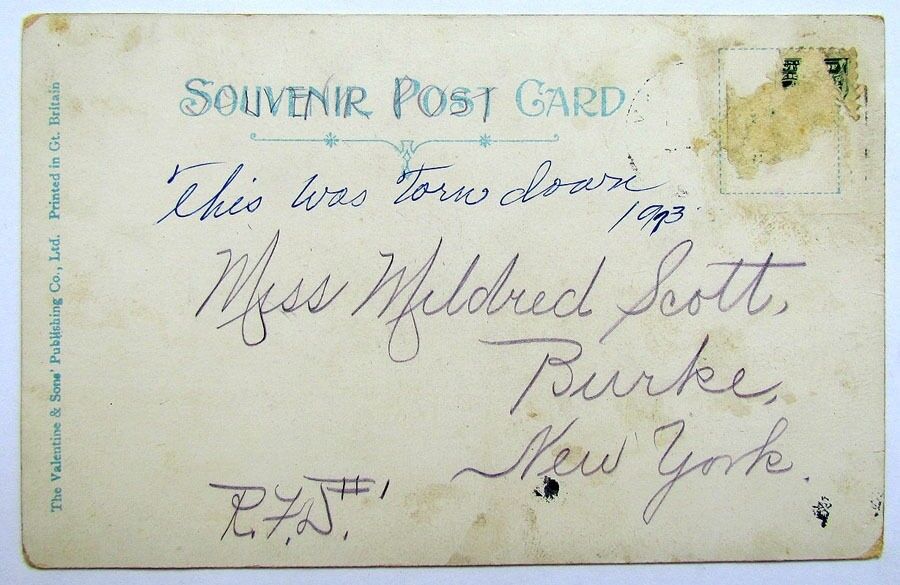 SOUVENIR POST CARD
This was torn down
1973
Miss Mildred Scott,
Burke,
New York.
R.F.D. #1
The Valentine & Sons' Publishing Co., Ltd. Printed in Gt. Britain